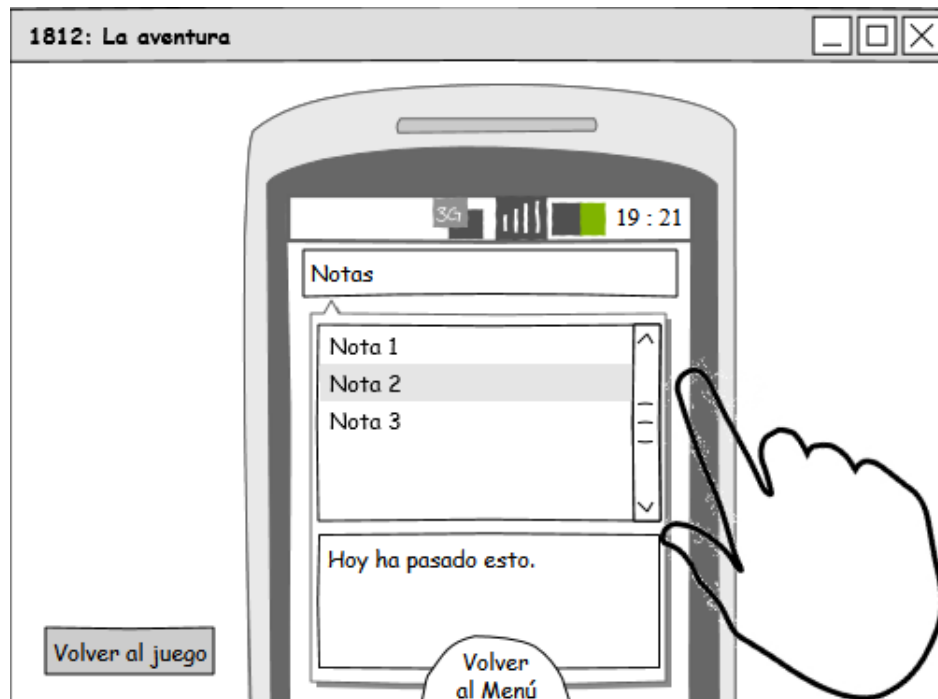 1812: La aventura
3G 19 : 21
Notas
Nota 1
Nota 2
Nota 3
Hoy ha pasado esto.
Volver al juego
Volver
al Menú